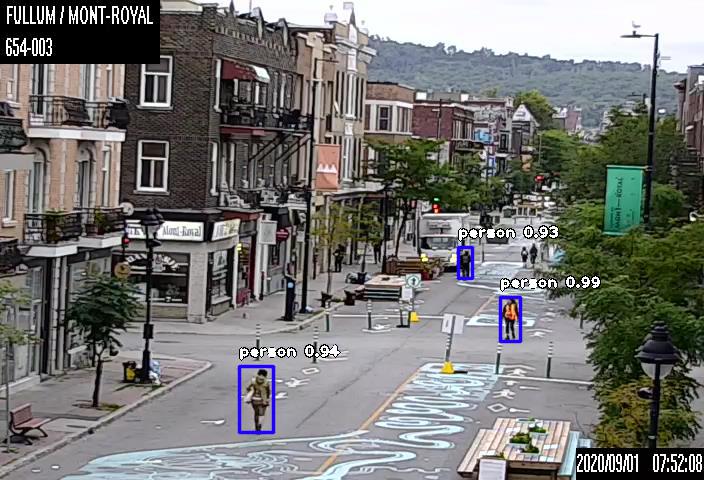 FULLUM / MONT-ROYAL
654-003
person 0.93
person 0.99
person 0.94
Mont-Royal
MONT-ROYAL
2020/09/01 07:52:08